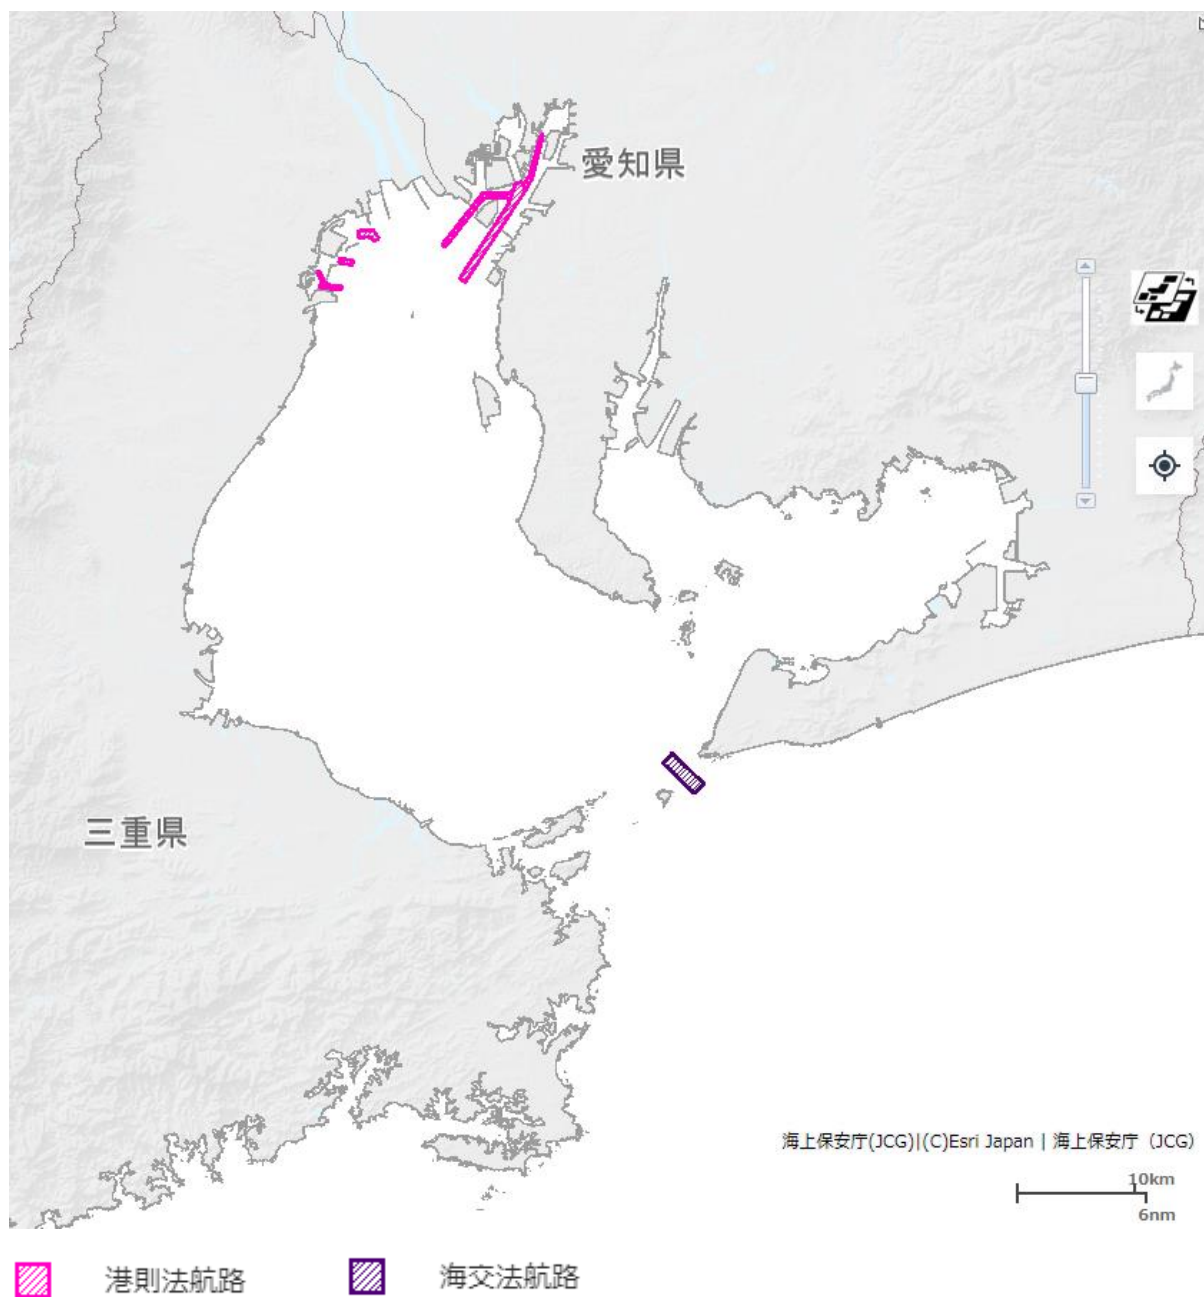 愛知県
三重県
海上保安庁(JCG)|(C)Esri Japan | 海上保安庁 (JCG)
10km
6nm
港則法航路
海交法航路